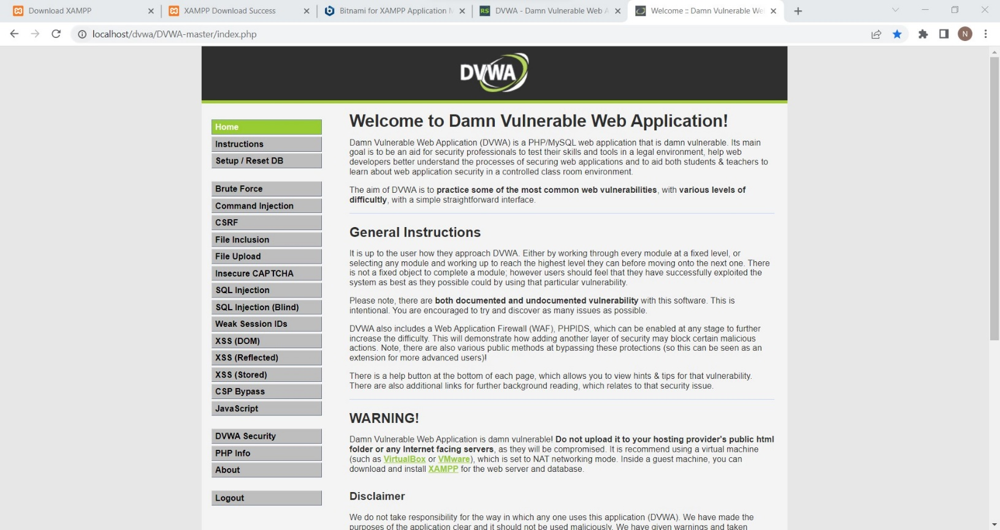 Download XAMPP
XAMPP Download Success
Bitnami for XAMPP Application
RS
DVWA - Damn Vulnerable Web
Welcome :: Damn Vulnerable
localhost/dvwa/DVWA-master/index.php
N
DVWA
Home
Instructions
Setup / Reset DB
Brute Force
Command Injection
CSRF
File Inclusion
File Upload
Insecure CAPTCHA
SQL Injection
SQL Injection (Blind)
Weak Session IDs
XSS (DOM)
XSS (Reflected)
XSS (Stored)
CSP Bypass
JavaScript
DVWA Security
PHP Info
About
Logout
Welcome to Damn Vulnerable Web Application!
Damn Vulnerable Web Application (DVWA) is a PHP/MySQL web application that is damn vulnerable. Its main
goal is to be an aid for security professionals to test their skills and tools in a legal environment, help web
developers better understand the processes of securing web applications and to aid both students & teachers to
learn about web application security in a controlled class room environment.
The aim of DVWA is to practice some of the most common web vulnerabilities, with various levels of
difficultly, with a simple straightforward interface.
General Instructions
It is up to the user how they approach DVWA. Either by working through every module at a fixed level, or
selecting any module and working up to reach the highest level they can before moving onto the next one. There
is not a fixed object to complete a module; however users should feel that they have successfully exploited the
system as best as they possible could by using that particular vulnerability.
Please note, there are both documented and undocumented vulnerability with this software. This is
intentional. You are encouraged to try and discover as many issues as possible.
DVWA also includes a Web Application Firewall (WAF), PHPIDS, which can be enabled at any stage to further
increase the difficulty. This will demonstrate how adding another layer of security may block certain malicious
actions. Note, there are also various public methods at bypassing these protections (so this can be seen as an
extension for more advanced users)!
There is a help button at the bottom of each page, which allows you to view hints & tips for that vulnerability.
There are also additional links for further background reading, which relates to that security issue.
WARNING!
Damn Vulnerable Web Application is damn vulnerable! Do not upload it to your hosting provider's public html
folder or any Internet facing servers, as they will be compromised. It is recommend using a virtual machine
(such as VirtualBox or VMware), which is set to NAT networking mode. Inside a guest machine, you can
download and install XAMPP for the web server and database.
Disclaimer
We do not take responsibility for the way in which any one uses this application (DVWA). We have made the
purposes of the application clear and it should not be used maliciously. We have given warnings and taken